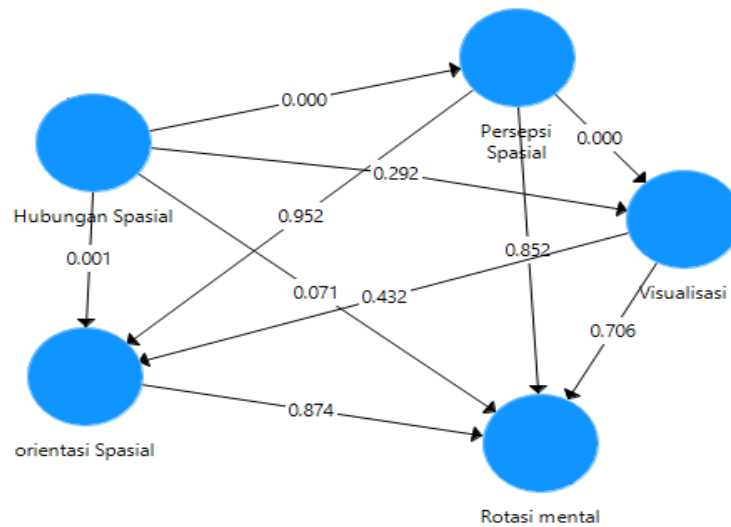 0.000
Persepsi
Spasial
0.000
0.292
Hubungan Spasial
0.952
0.001
0.852
0.071
0.432
Visualisasi
0.706
0.874
orientasi Spasial
Rotasi mental